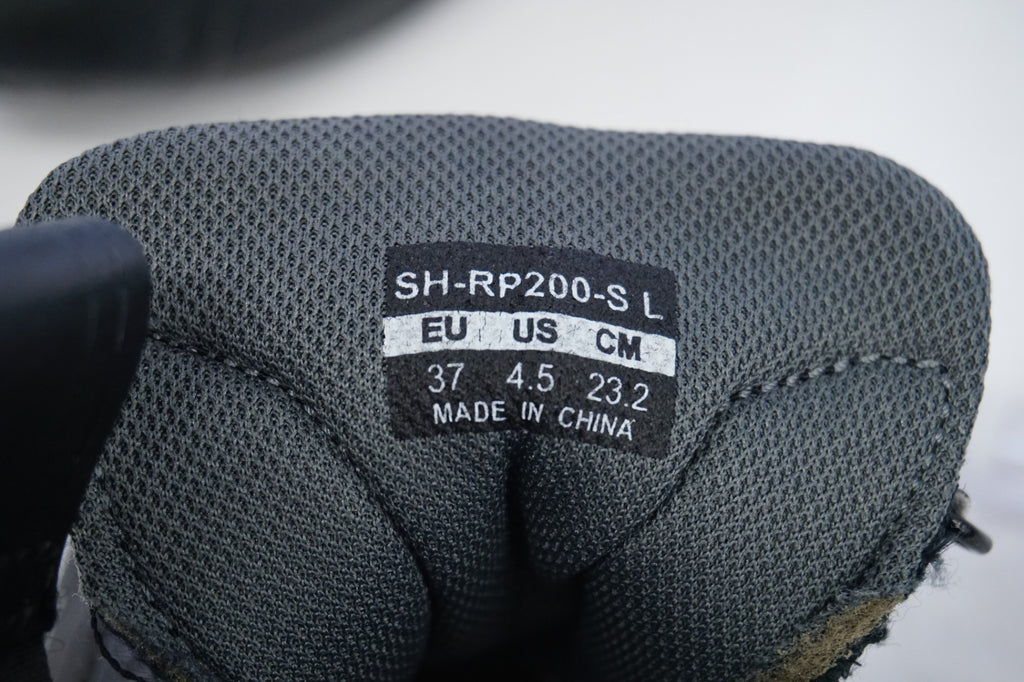 SH-RP200-S L
EU US CM
37 4.5 23.2
MADE IN CHINA